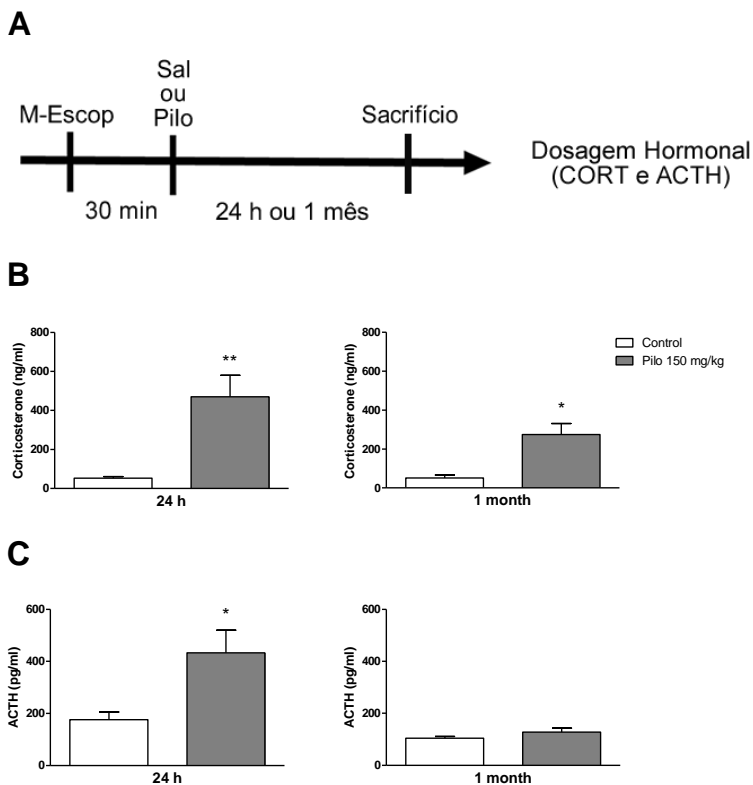 A
M-Escop
Sal
ou
Pilo
Sacrifício
30 min
24 h ou 1 mês
Dosagem Hormonal
(CORT e ACTH)
B
Corticosterone (ng/ml)
800
600
400
200
0
**
24 h
Corticosterone (ng/ml)
800
600
400
200
0
*
1 month
Control
Pilo 150 mg/kg
C
ACTH (pg/ml)
600
400
200
0
*
24 h
ACTH (pg/ml)
600
400
200
0
1 month